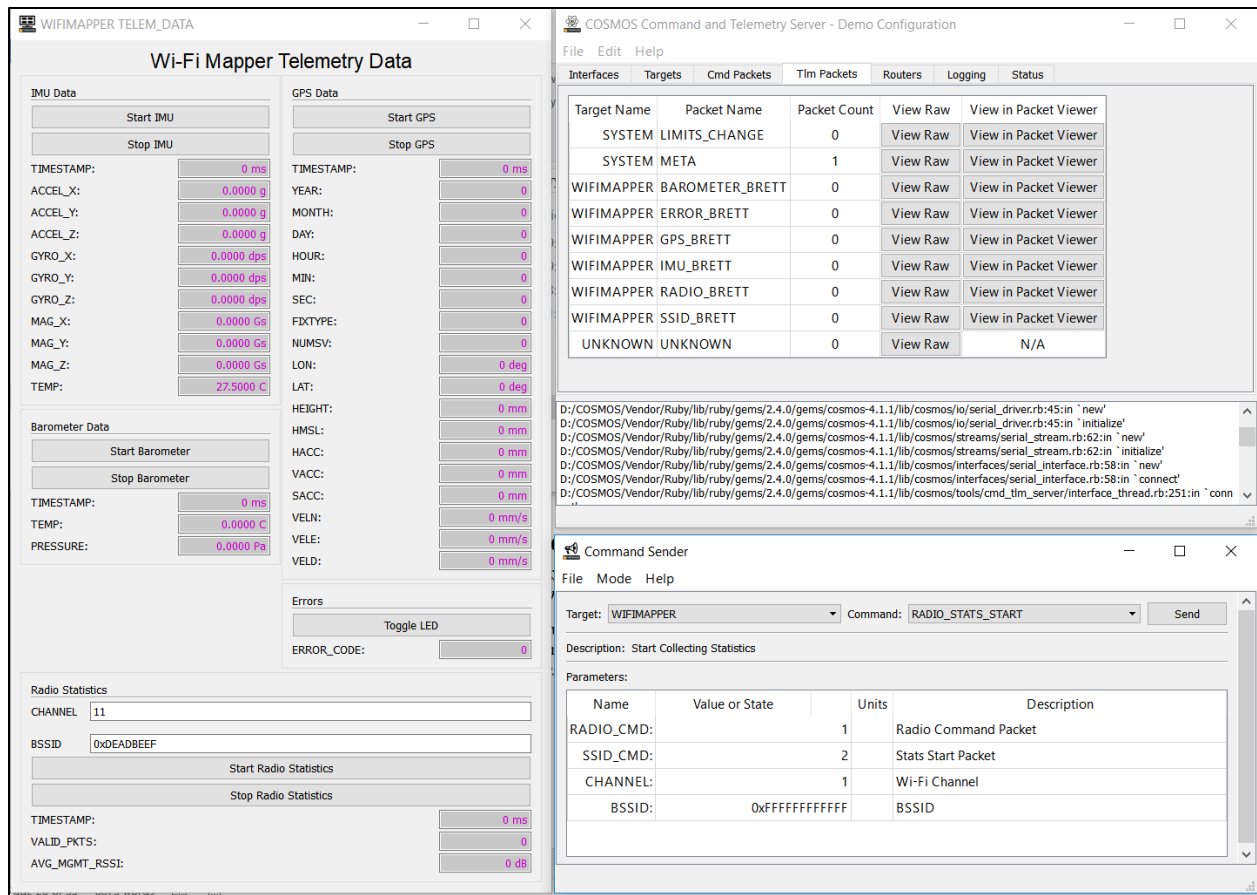 WIFIMAPPER TELEM_DATA
Wi-Fi Mapper Telemetry Data
IMU Data
Start IMU
Stop IMU
TIMESTAMP: 0 ms
ACCEL_X: 0.0000 g
ACCEL_Y: 0.0000 g
ACCEL_Z: 0.0000 g
GYRO_X: 0.0000 dps
GYRO_Y: 0.0000 dps
GYRO_Z: 0.0000 dps
MAG_X: 0.0000 Gs
MAG_Y: 0.0000 Gs
MAG_Z: 0.0000 Gs
TEMP: 27.5000 C
Barometer Data
Start Barometer
Stop Barometer
TIMESTAMP: 0 ms
TEMP: 0.0000 C
PRESSURE: 0.0000 Pa
GPS Data
Start GPS
Stop GPS
TIMESTAMP: 0 ms
YEAR: 0
MONTH: 0
DAY: 0
HOUR: 0
MIN: 0
SEC: 0
FIXTYPE: 0
NUMSV: 0
LON: 0 deg
LAT: 0 deg
HEIGHT: 0 mm
HMSL: 0 mm
HACC: 0 mm
VACC: 0 mm
SACC: 0 mm
VELN: 0 mm/s
VELE: 0 mm/s
VELD: 0 mm/s
Errors
Toggle LED
ERROR_CODE: 0
Radio Statistics
CHANNEL 11
BSSID 0xDEADBEEF
Start Radio Statistics
Stop Radio Statistics
TIMESTAMP: 0 ms
VALID_PKTS: 0
AVG_MGMT_RSSI: 0 dB
COSMOS Command and Telemetry Server - Demo Configuration
File Edit Help
Interfaces Targets Cmd Packets Tlm Packets Routers Logging Status
Target Name Packet Name Packet Count View Raw View in Packet Viewer
SYSTEM LIMITS_CHANGE 0 View Raw View in Packet Viewer
SYSTEM META 1 View Raw View in Packet Viewer
WIFIMAPPER BAROMETER_BRETT 0 View Raw View in Packet Viewer
WIFIMAPPER ERROR_BRETT 0 View Raw View in Packet Viewer
WIFIMAPPER GPS_BRETT 0 View Raw View in Packet Viewer
WIFIMAPPER IMU_BRETT 0 View Raw View in Packet Viewer
WIFIMAPPER RADIO_BRETT 0 View Raw View in Packet Viewer
WIFIMAPPER SSID_BRETT 0 View Raw View in Packet Viewer
UNKNOWN UNKNOWN 0 View Raw N/A
D:/COSMOS/Vendor/Ruby/lib/ruby/gems/2.4.0/gems/cosmos-4.1.1/lib/cosmos/io/serial_driver.rb:45:in `new'
D:/COSMOS/Vendor/Ruby/lib/ruby/gems/2.4.0/gems/cosmos-4.1.1/lib/cosmos/io/serial_driver.rb:45:in `initialize'
D:/COSMOS/Vendor/Ruby/lib/ruby/gems/2.4.0/gems/cosmos-4.1.1/lib/cosmos/streams/serial_stream.rb:62:in `new'
D:/COSMOS/Vendor/Ruby/lib/ruby/gems/2.4.0/gems/cosmos-4.1.1/lib/cosmos/streams/serial_stream.rb:62:in `initialize'
D:/COSMOS/Vendor/Ruby/lib/ruby/gems/2.4.0/gems/cosmos-4.1.1/lib/cosmos/interfaces/serial_interface.rb:58:in `new'
D:/COSMOS/Vendor/Ruby/lib/ruby/gems/2.4.0/gems/cosmos-4.1.1/lib/cosmos/interfaces/serial_interface.rb:58:in `connect'
D:/COSMOS/Vendor/Ruby/lib/ruby/gems/2.4.0/gems/cosmos-4.1.1/lib/cosmos/tools/cmd_tlm_server/interface_thread.rb:251:in `conn
Command Sender
File Mode Help
Target: WIFIMAPPER Command: RADIO_STATS_START Send
Description: Start Collecting Statistics
Parameters:
Name Value or State Units Description
RADIO_CMD: 1 Radio Command Packet
SSID_CMD: 2 Stats Start Packet
CHANNEL: 1 Wi-Fi Channel
BSSID: 0xFFFFFFFFFFFF BSSID